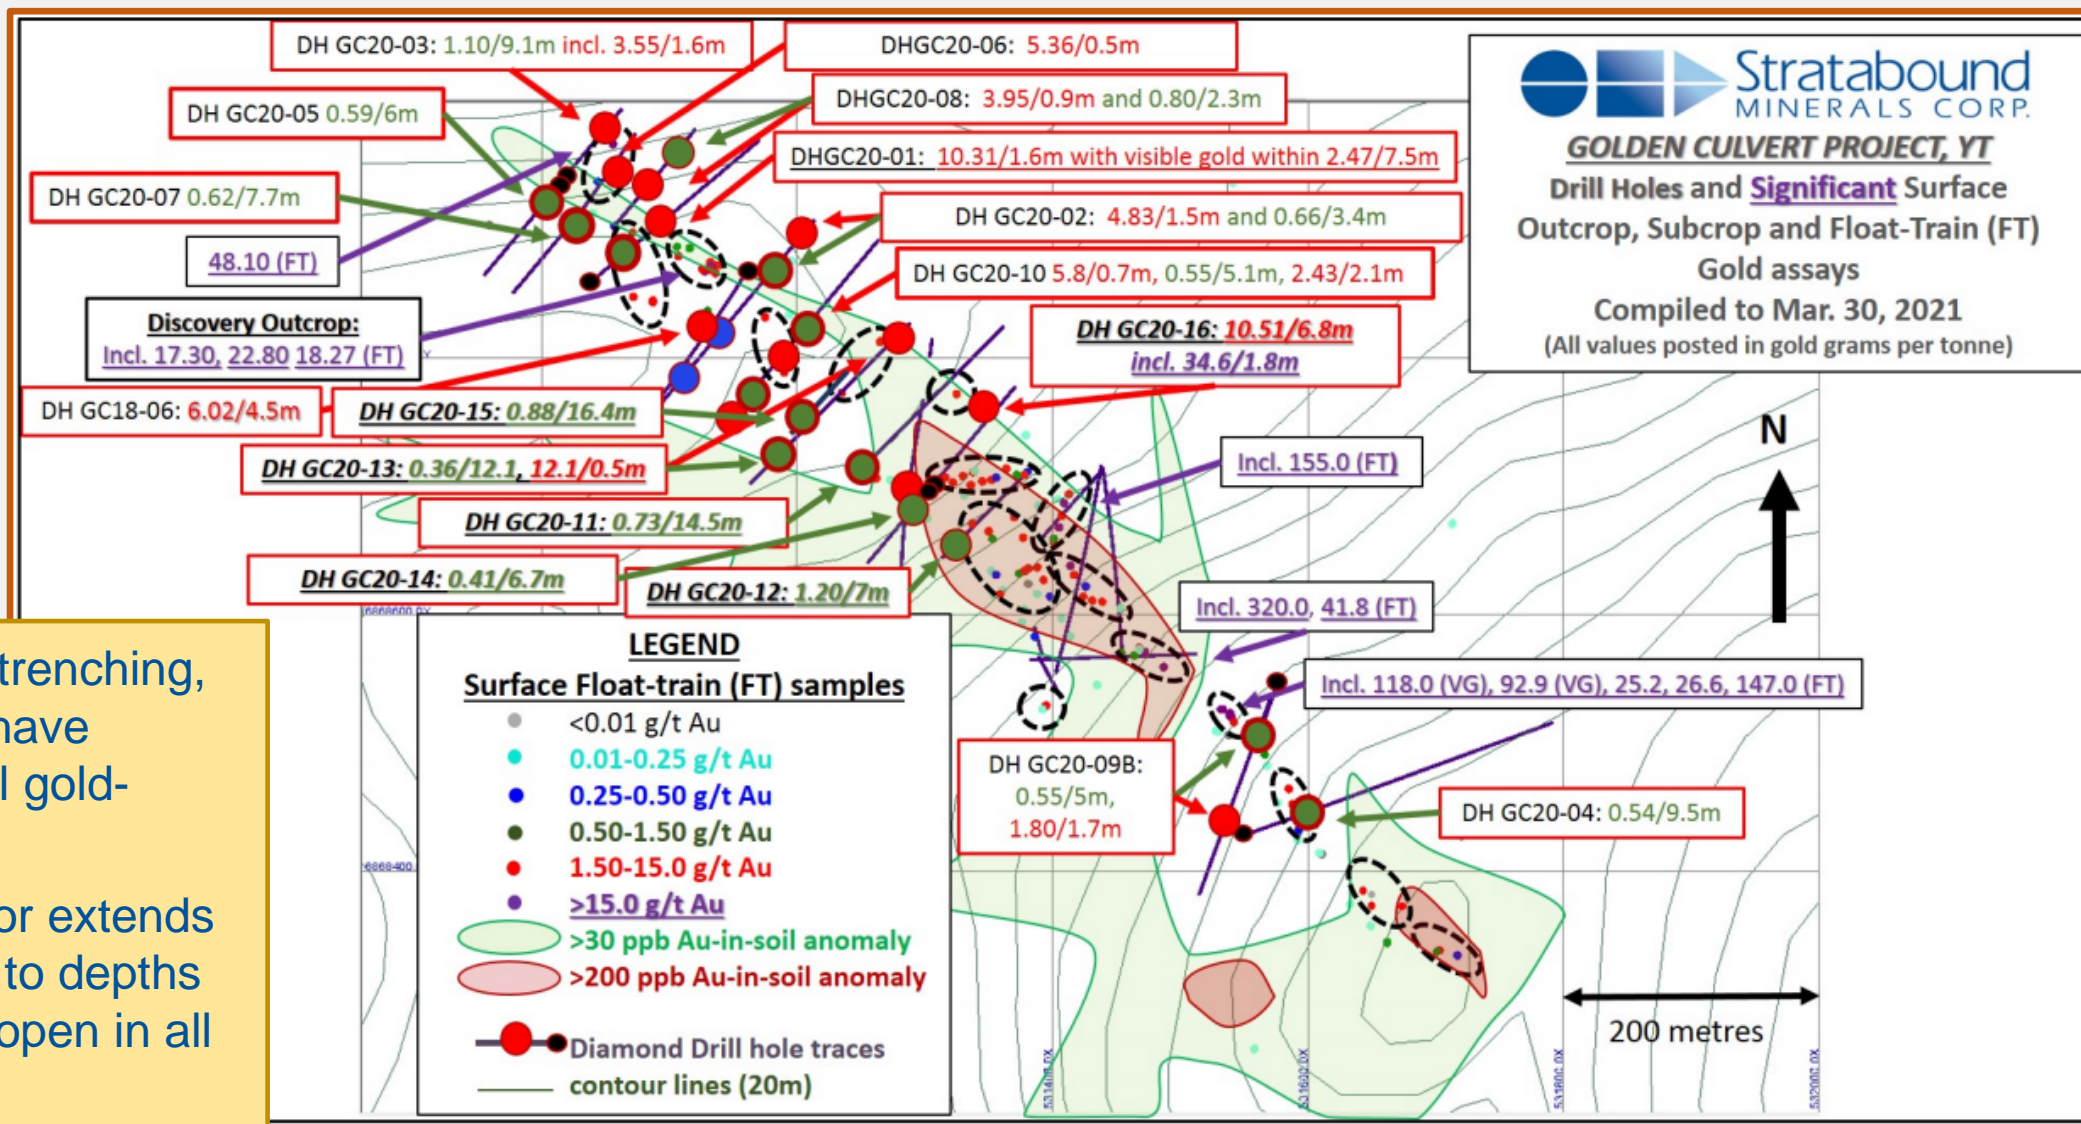 DH GC20-03: 1.10/9.1m incl. 3.55/1.6m
DHGC20-06: 5.36/0.5m
DH GC20-05 0.59/6m
DHGC20-08: 3.95/0.9m and 0.80/2.3m
DHGC20-01: 10.31/1.6m with visible gold within 2.47/7.5m
DH GC20-07 0.62/7.7m
DH GC20-02: 4.83/1.5m and 0.66/3.4m
48.10 (FT)
DH GC20-10 5.8/0.7m, 0.55/5.1m, 2.43/2.1m
Discovery Outcrop:
Incl. 17.30, 22.80 18.27 (FT)
DH GC20-16: 10.51/6.8m
incl. 34.6/1.8m
DH GC18-06: 6.02/4.5m
DH GC20-15: 0.88/16.4m
DH GC20-13: 0.36/12.1, 12.1/0.5m
Incl. 155.0 (FT)
DH GC20-11: 0.73/14.5m
DH GC20-14: 0.41/6.7m
DH GC20-12: 1.20/7m
Incl. 320.0, 41.8 (FT)
Incl. 118.0 (VG), 92.9 (VG), 25.2, 26.6, 147.0 (FT)
DH GC20-09B:
0.55/5m,
1.80/1.7m
DH GC20-04: 0.54/9.5m
Stratabound
MINERALS CORP.
GOLDEN CULVERT PROJECT, YT
Drill Holes and Significant Surface
Outcrop, Subcrop and Float-Train (FT)
Gold assays
Compiled to Mar. 30, 2021
(All values posted in gold grams per tonne)
N
200 metres
trenching,
have
l gold-
or extends
to depths
open in all
LEGEND
Surface Float-train (FT) samples
<0.01 g/t Au
0.01-0.25 g/t Au
0.25-0.50 g/t Au
0.50-1.50 g/t Au
1.50-15.0 g/t Au
>15.0 g/t Au
>30 ppb Au-in-soil anomaly
>200 ppb Au-in-soil anomaly
Diamond Drill hole traces
contour lines (20m)
6868600.0X
6868400.
531400.0X
531600.0X
531800.0X
532000.0X